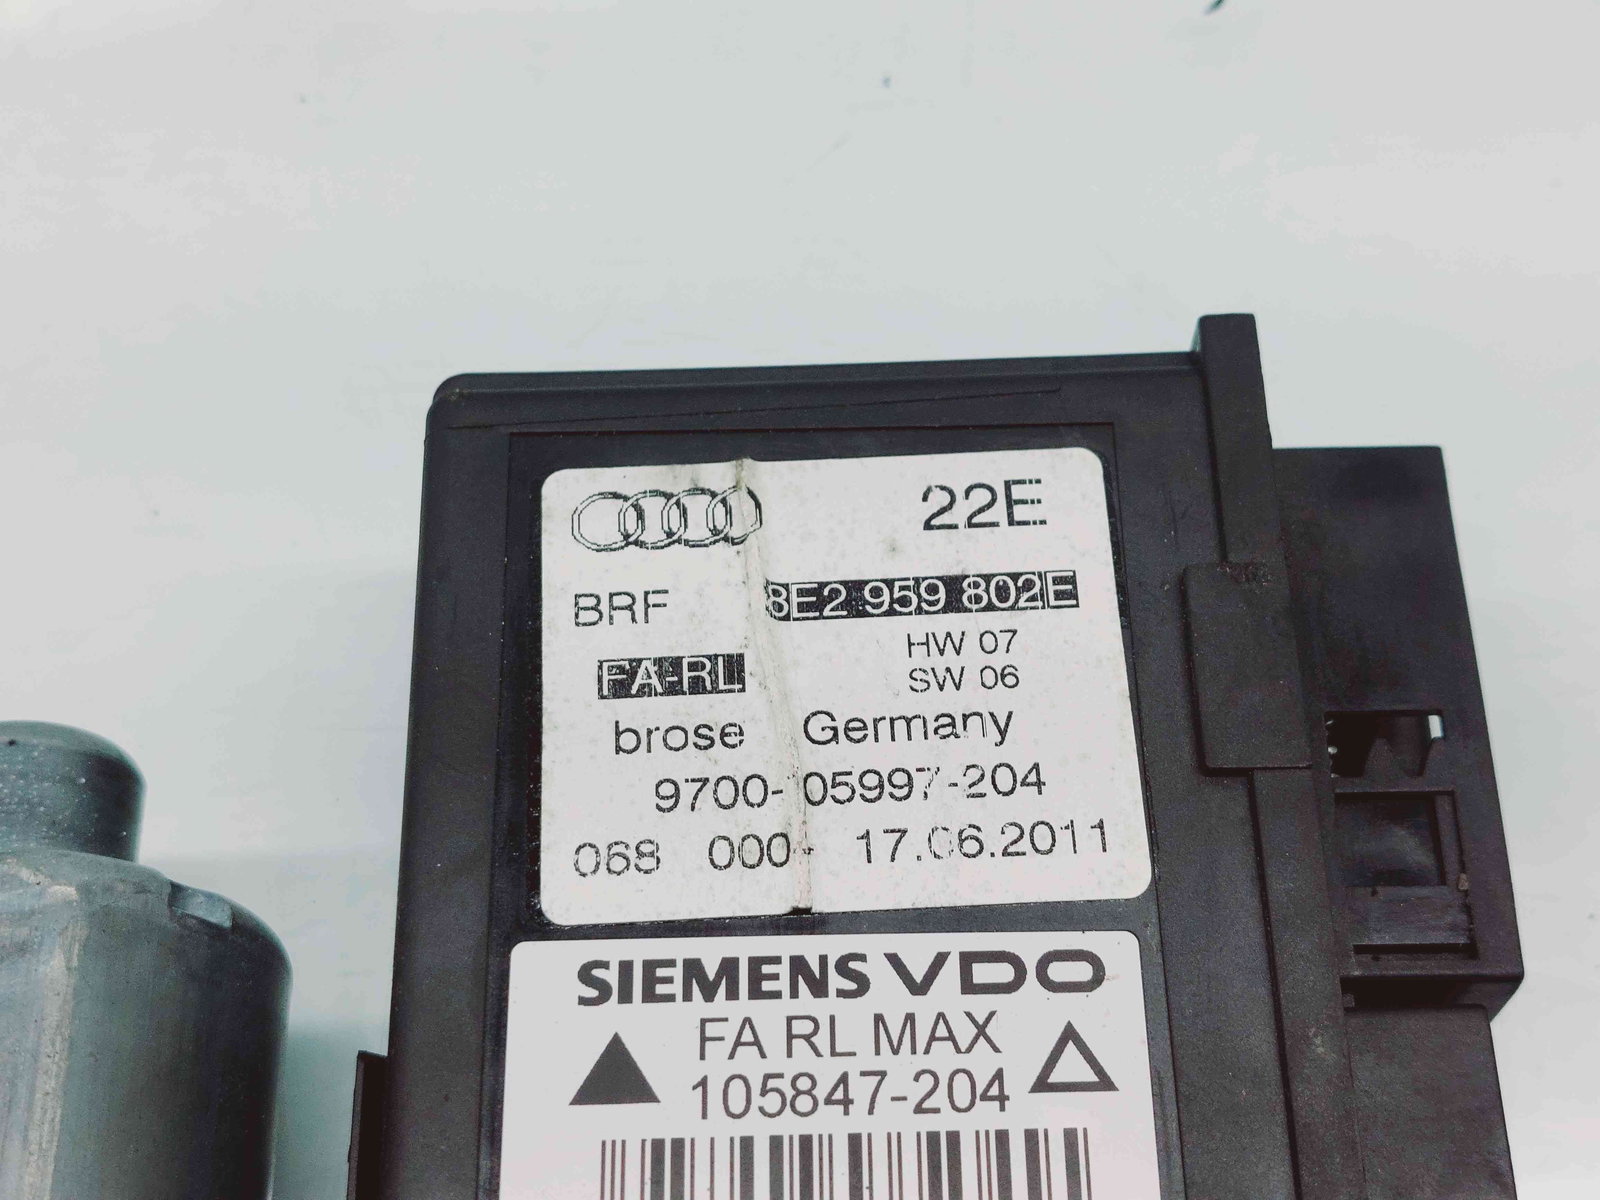 22E
BRF 8E2 959 802E
HW 07
FA-RL SW 06
brose Germany
9700-05997-204
068 000 17.06.2011
SIEMENS VDO
FA RL MAX
105847-204